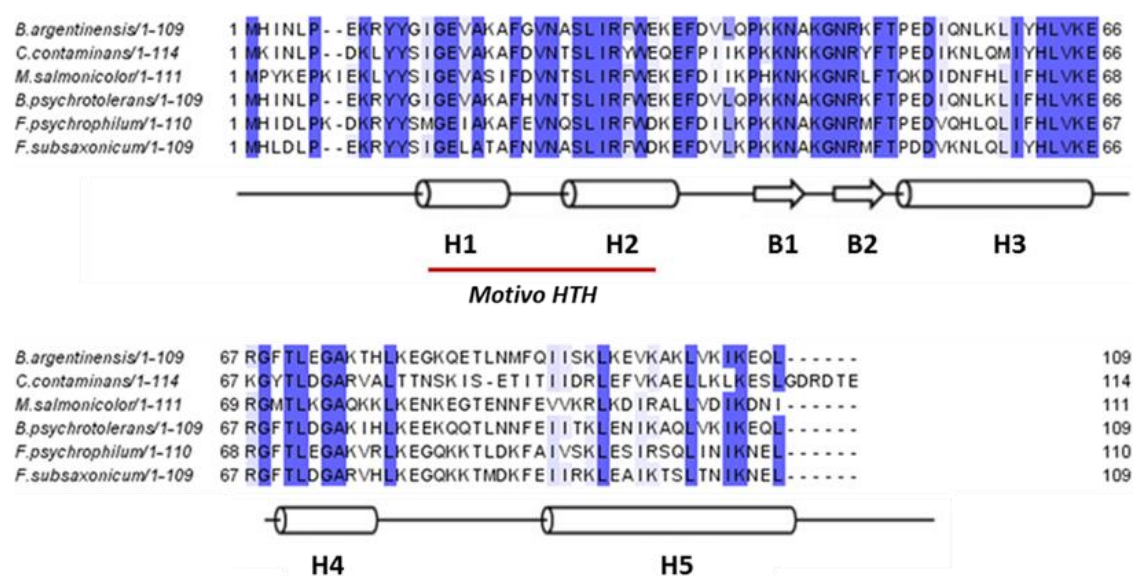 B.argentinensis/1-109 1 MHINLP--EKRYYGIGEVAKAFGVNASLIRFWEKEFDVLQPKKNAKGNRKFTPEDIQNLKLIYHLVKE 66
C.contaminans/1-114 1 MKINLP--EKRYYSIGEVAKAFDVNASLIRFWEQEFPIIKPKKNAKGNRYFTPEDIKNLQMIYHLVKE 66
M.salmonicolor/1-111 1 MPYKEPKIEKLYYSIGEVASIFDVNTSLIRYWEKEFDIIKPHKNKKGNRLFTQKDIDNFHLIFHLVKE 68
B.psychrotolerans/1-109 1 MHINLP--EKRYYGIGEVAKAFHVNTSLIRFWEKEFDVLQPKKNAKGNRKFTPEDIQNLKLIFHLVKE 66
F.psychrophilum/1-110 1 MHIDLPK-DKRYYSMGEIAKAFEVNQSLIRFWDKEFDILKPKKNAKGNRMFTPEDVQHLQLIFHLVKE 67
F.subsaxonicum/1-109 1 MHLDLP--EKRYYSIGELATAFNVNASLIRFWDKEFDVLKPKKNAKGNRMFTPDDVKNLQLIYHLVKE 66
H1 H2 B1 B2 H3
Motivo HTH
B.argentinensis/1-109 67 RGFTLEGAKTHLKEGKQETLNMFQIISKLKEVKAKLVKIKEQL------ 109
C.contaminans/1-114 67 KGYTLDGARVALTTNSKIS-ETITIIDRLEFVKAELLKLKESLGDRDTE 114
M.salmonicolor/1-111 69 RGMTLKGAQKKLKENKEGTENNFEVVKRLKDIRALLVDIKDNI------ 111
B.psychrotolerans/1-109 67 RGFTLDGAKIHLKEEKQQTLNNFEIITKLENIKAQLVKIKEQL------ 109
F.psychrophilum/1-110 68 RGFTLEGAKVRLKEGQKKTLDKFAIVSKLESIRSQLINIKNEL------ 110
F.subsaxonicum/1-109 67 RGFTLDGARVHLKEGQKKTMDKFEIIRKLEAIKTSLTNIKNEL------ 109
H4 H5